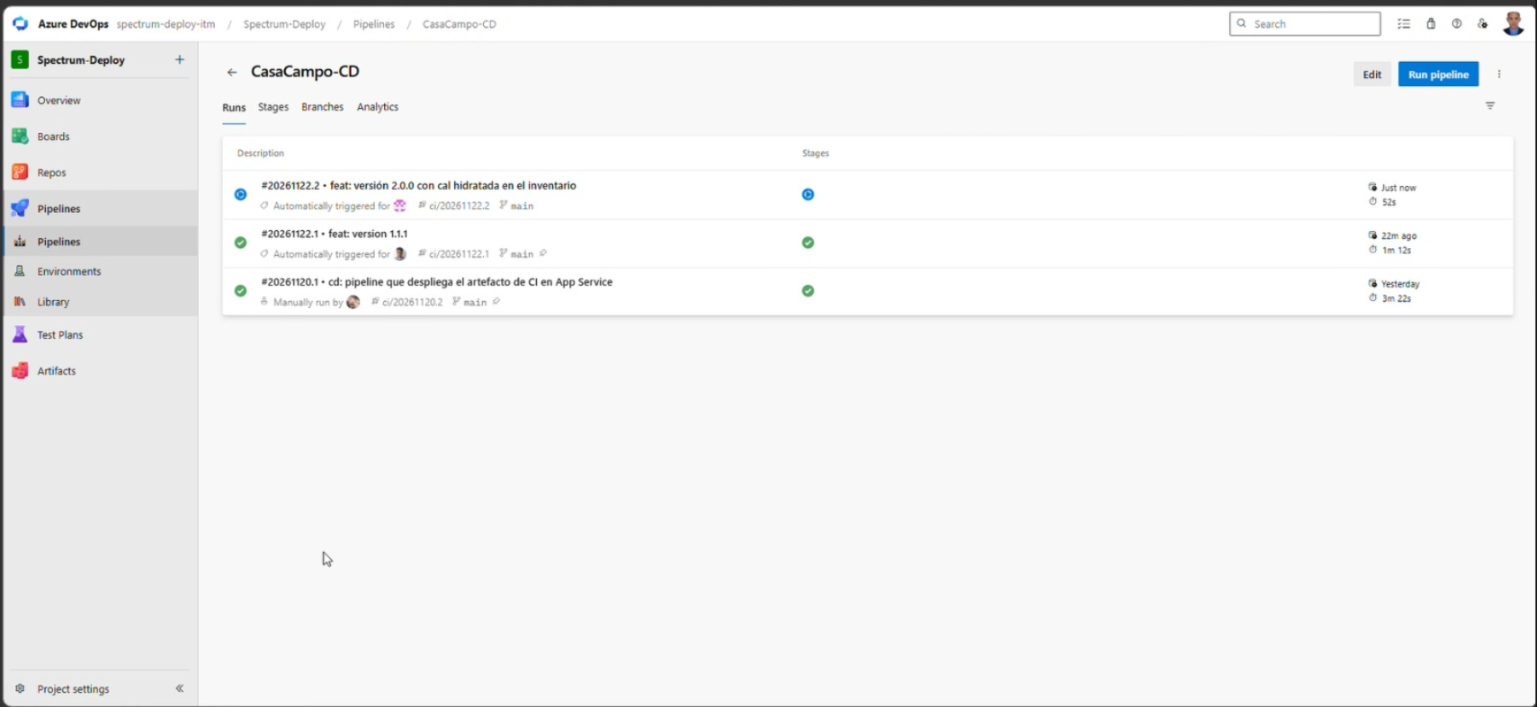 Azure DevOps spectrum-deploy-itm / Spectrum-Deploy / Pipelines / CasaCampo-CD
Search
S Spectrum-Deploy +
Overview
Boards
Repos
Pipelines
Pipelines
Environments
Library
Test Plans
Artifacts
Project settings
CasaCampo-CD
Edit
Run pipeline
Runs Stages Branches Analytics
Description Stages
#20261122.2 • feat: versión 2.0.0 con cal hidratada en el inventario
Just now
Automatically triggered for ci/20261122.2 main
52s
#20261122.1 • feat: version 1.1.1
22m ago
Automatically triggered for ci/20261122.1 main
1m 12s
#20261120.1 • cd: pipeline que despliega el artefacto de CI en App Service
Yesterday
Manually run by ci/20261120.2 main
3m 22s